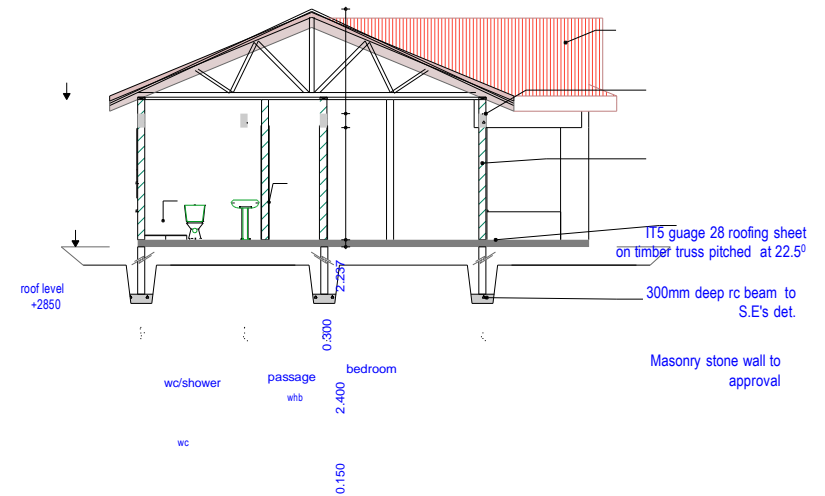 IT5 guage 28 roofing sheet
on timber truss pitched at 22.5⁰
roof level
+2850
2.237
300mm deep rc beam to
S.E's det.
0.300
Masonry stone wall to
approval
wc/shower
passage
bedroom
whb
2.400
wc
0.150